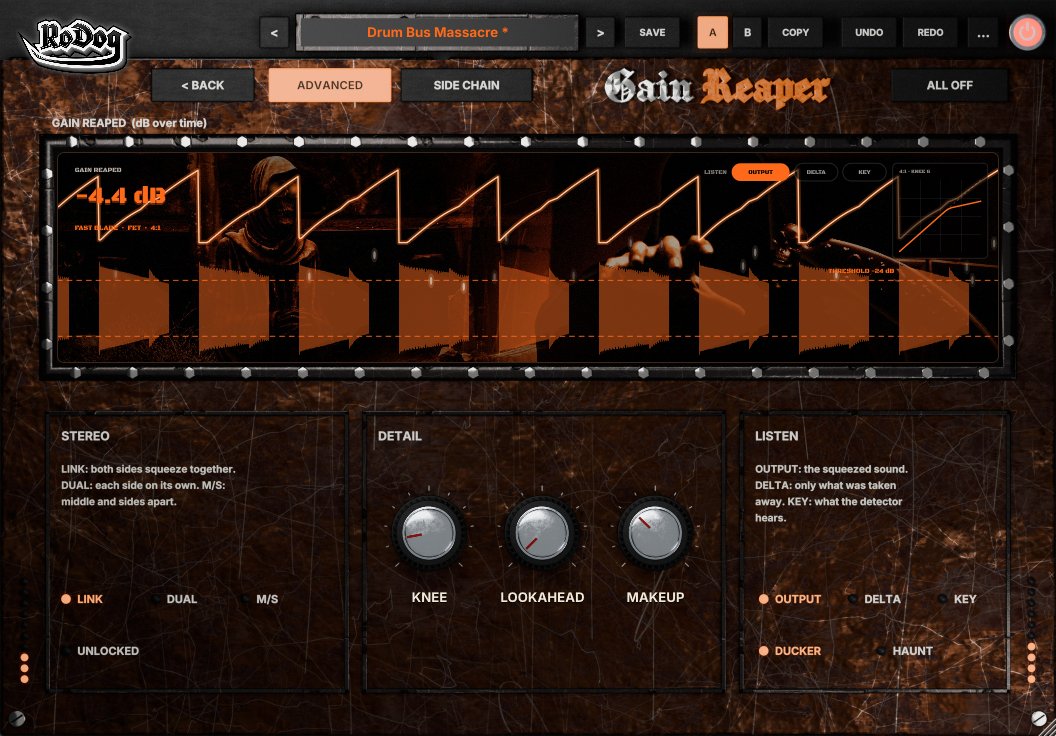 RoDog
<
Drum Bus Massacre *
>
SAVE
A
B
COPY
UNDO
REDO
...
< BACK
ADVANCED
SIDE CHAIN
Gain Reaper
ALL OFF
GAIN REAPED (dB over time)
GAIN REAPED
-4.4 dB
FAST BLADE · FET · 4:1
LISTEN
OUTPUT
DELTA
KEY
4:1 · KNEE 6
THRESHOLD -24 dB
STEREO
LINK: both sides squeeze together.
DUAL: each side on its own. M/S:
middle and sides apart.
LINK
DUAL
M/S
UNLOCKED
DETAIL
KNEE
LOOKAHEAD
MAKEUP
LISTEN
OUTPUT: the squeezed sound.
DELTA: only what was taken
away. KEY: what the detector
hears.
OUTPUT
DELTA
KEY
DUCKER
HAUNT